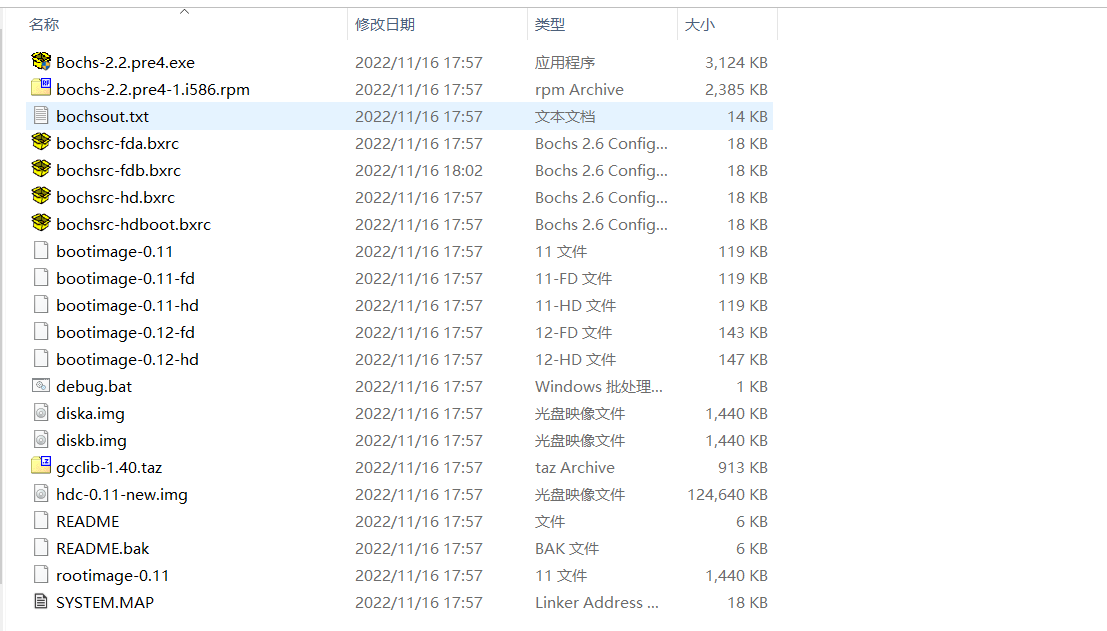 名称 修改日期 类型 大小
Bochs-2.2.pre4.exe 2022/11/16 17:57 应用程序 3,124 KB
bochs-2.2.pre4-1.i586.rpm 2022/11/16 17:57 rpm Archive 2,385 KB
bochsout.txt 2022/11/16 17:57 文本文档 14 KB
bochsrc-fda.bxrc 2022/11/16 17:57 Bochs 2.6 Config... 18 KB
bochsrc-fdb.bxrc 2022/11/16 18:02 Bochs 2.6 Config... 18 KB
bochsrc-hd.bxrc 2022/11/16 17:57 Bochs 2.6 Config... 18 KB
bochsrc-hdboot.bxrc 2022/11/16 17:57 Bochs 2.6 Config... 18 KB
bootimage-0.11 2022/11/16 17:57 11 文件 119 KB
bootimage-0.11-fd 2022/11/16 17:57 11-FD 文件 119 KB
bootimage-0.11-hd 2022/11/16 17:57 11-HD 文件 119 KB
bootimage-0.12-fd 2022/11/16 17:57 12-FD 文件 143 KB
bootimage-0.12-hd 2022/11/16 17:57 12-HD 文件 147 KB
debug.bat 2022/11/16 17:57 Windows 批处理... 1 KB
diska.img 2022/11/16 17:57 光盘映像文件 1,440 KB
diskb.img 2022/11/16 17:57 光盘映像文件 1,440 KB
gcclib-1.40.taz 2022/11/16 17:57 taz Archive 913 KB
hdc-0.11-new.img 2022/11/16 17:57 光盘映像文件 124,640 KB
README 2022/11/16 17:57 文件 6 KB
README.bak 2022/11/16 17:57 BAK 文件 6 KB
rootimage-0.11 2022/11/16 17:57 11 文件 1,440 KB
SYSTEM.MAP 2022/11/16 17:57 Linker Address ... 18 KB